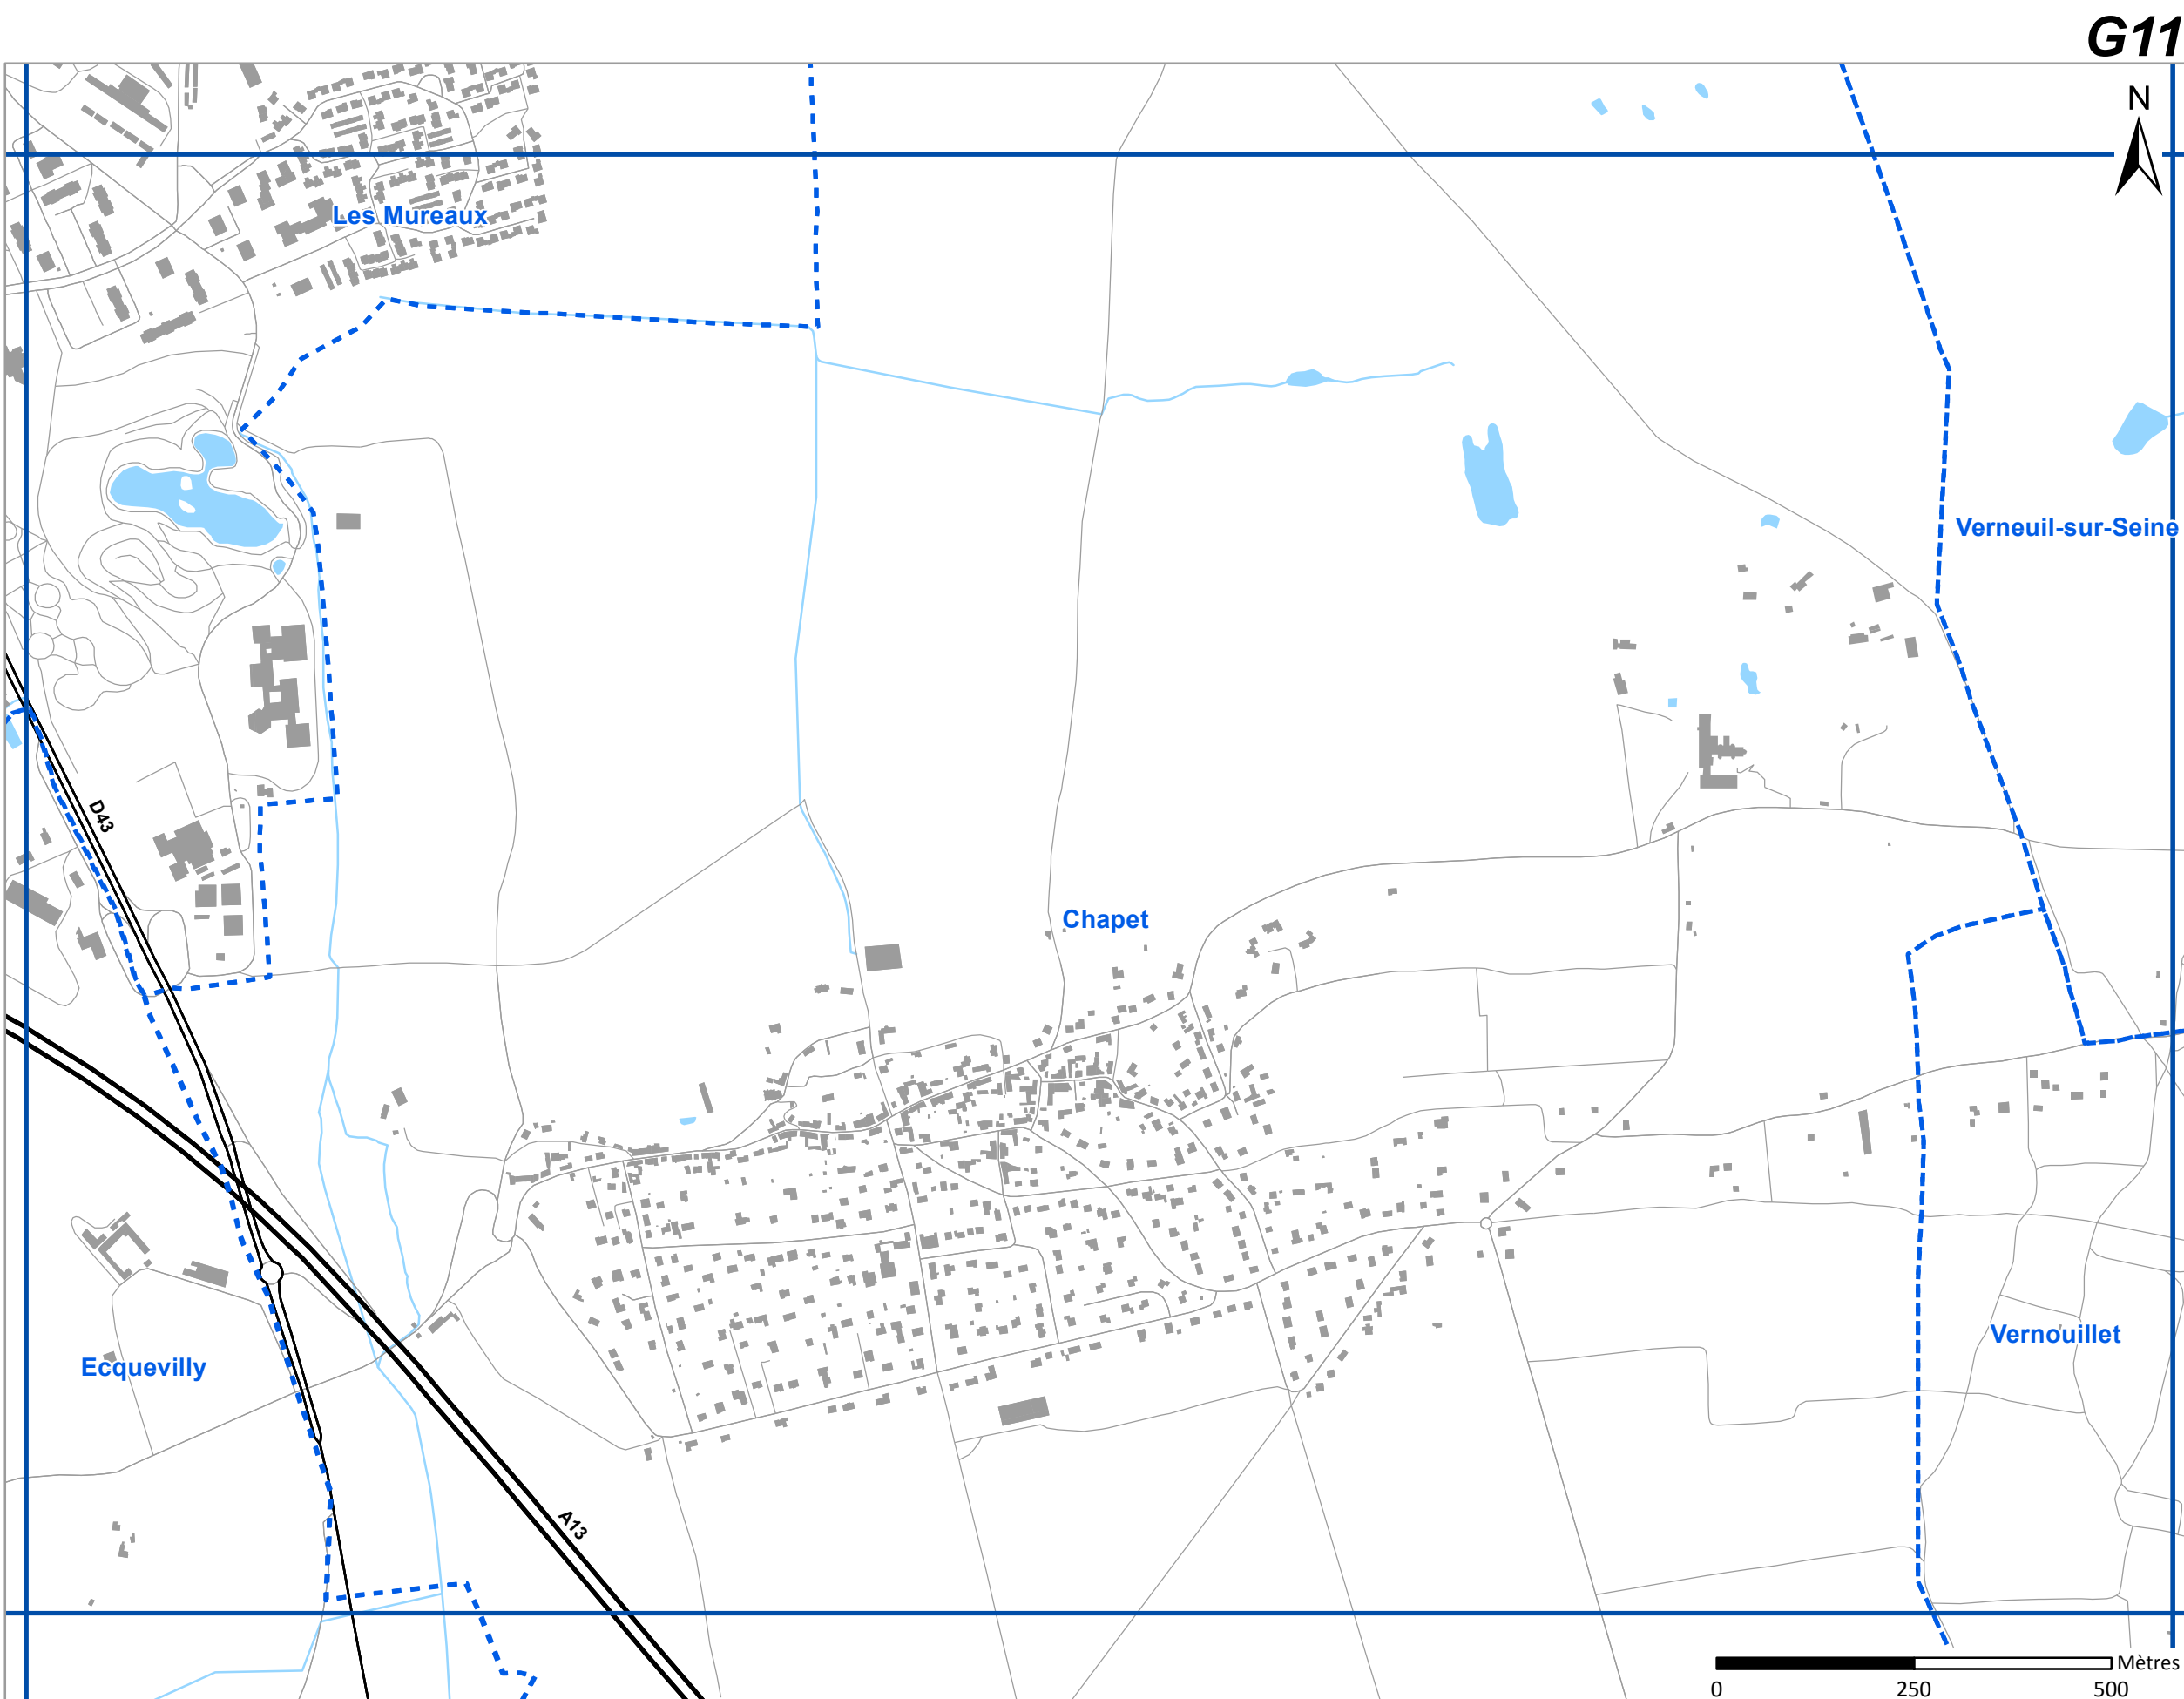 G11
N
Les Mureaux
Verneuil-sur-Seine
D43
Chapet
Vernouillet
Ecquevilly
A13
Mètres
0 250 500